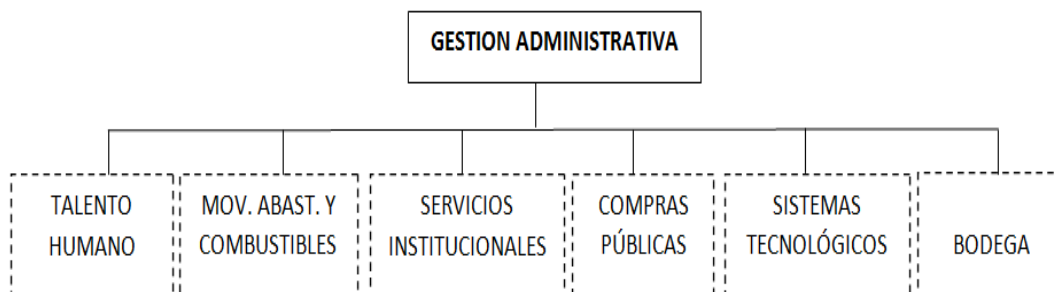 GESTION ADMINISTRATIVA
TALENTO
HUMANO
MOV. ABAST. Y
COMBUSTIBLES
SERVICIOS
INSTITUCIONALES
COMPRAS
PÚBLICAS
SISTEMAS
TECNOLÓGICOS
BODEGA